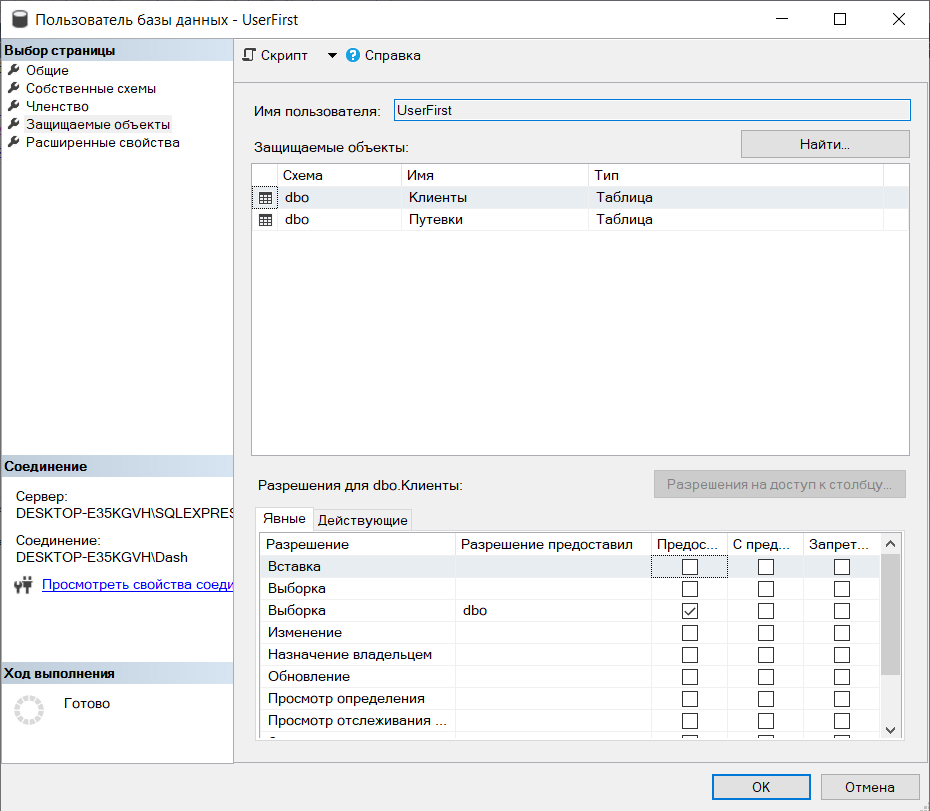 Пользователь базы данных - UserFirst
Выбор страницы
Общие
Собственные схемы
Членство
Защищаемые объекты
Расширенные свойства
Скрипт
Справка
Имя пользователя: UserFirst
Защищаемые объекты:
Найти...
Схема Имя Тип
dbo Клиенты Таблица
dbo Путевки Таблица
Соединение
Сервер:
DESKTOP-E35KGVH\SQLEXPRES
Соединение:
DESKTOP-E35KGVH\Dash
Просмотреть свойства соеди
Ход выполнения
Готово
Разрешения для dbo.Клиенты:
Разрешения на доступ к столбцу...
Явные Действующие
Разрешение Разрешение предоставил Предос... С пред... Запрет...
Вставка
Выборка
Выборка dbo
Изменение
Назначение владельцем
Обновление
Просмотр определения
Просмотр отслеживания ...
OK Отмена